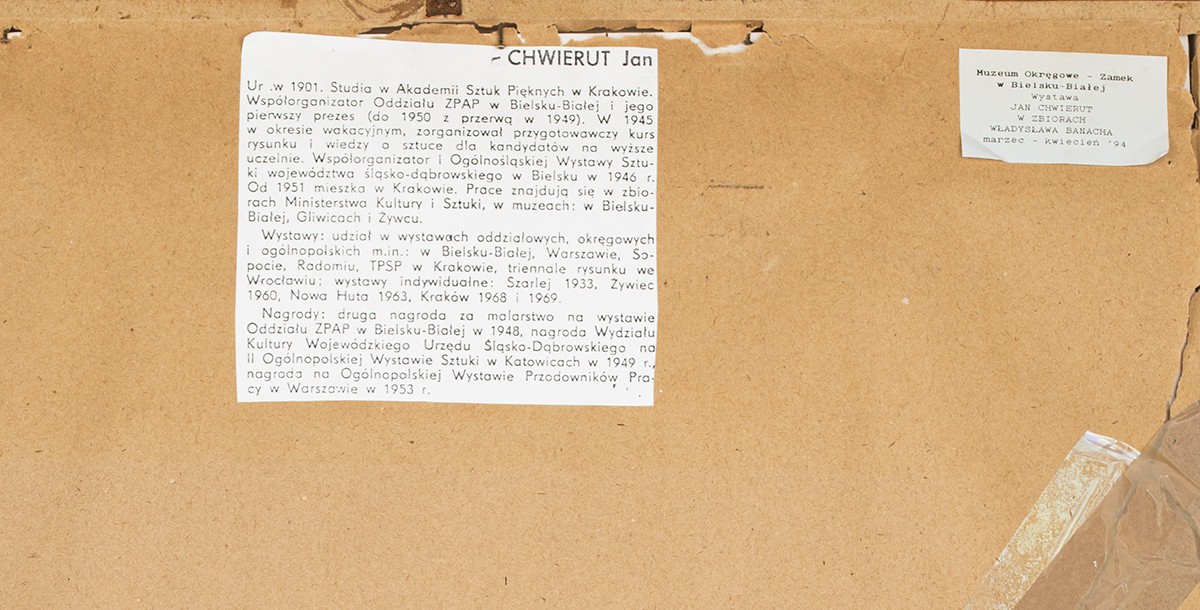 - CHWIERUT Jan
Ur .w 1901. Studia w Akademii Sztuk Pięknych w Krakowie.
Współorganizator Oddziału ZPAP w Bielsku-Białej i jego
pierwszy prezes (do 1950 z przerwą w 1949). W 1945
w okresie wakacyjnym, zorganizował przygotowawczy kurs
rysunku i wiedzy o sztuce dla kandydatów na wyższe
uczelnie. Współorganizator I Ogólnośląskiej Wystawy Sztu-
ki województwa śląsko-dąbrowskiego w Bielsku w 1946 r.
Od 1951 mieszka w Krakowie. Prace znajdują się w zbio-
rach Ministerstwa Kultury i Sztuki, w muzeach: w Bielsku-
Białej, Gliwicach i Żywcu.
Wystawy: udział w wystawach oddziałowych, okręgowych
i ogólnopolskich m.in.: w Bielsku-Białej, Warszawie, So-
pocie, Radomiu, TPSP w Krakowie, triennale rysunku we
Wrocławiu; wystawy indywidualne: Szarlej 1933, Żywiec
1960, Nowa Huta 1963, Kraków 1968 i 1969.
Nagrody: druga nagroda za malarstwo na wystawie
Oddziału ZPAP w Bielsku-Białej w 1948, nagroda Wydziału
Kultury Wojewódzkiego Urzędu Śląsko-Dąbrowskiego na
II Ogólnopolskiej Wystawie Sztuki w Katowicach w 1949 r.,
nagroda na Ogólnopolskiej Wystawie Przodowników Pra-
cy w Warszawie w 1953 r.
Muzeum Okręgowe - Zamek
w Bielsku-Białej
Wystawa
JAN CHWIERUT
W ZBIORACH
WŁADYSŁAWA BANACHA
marzec - kwiecień '94